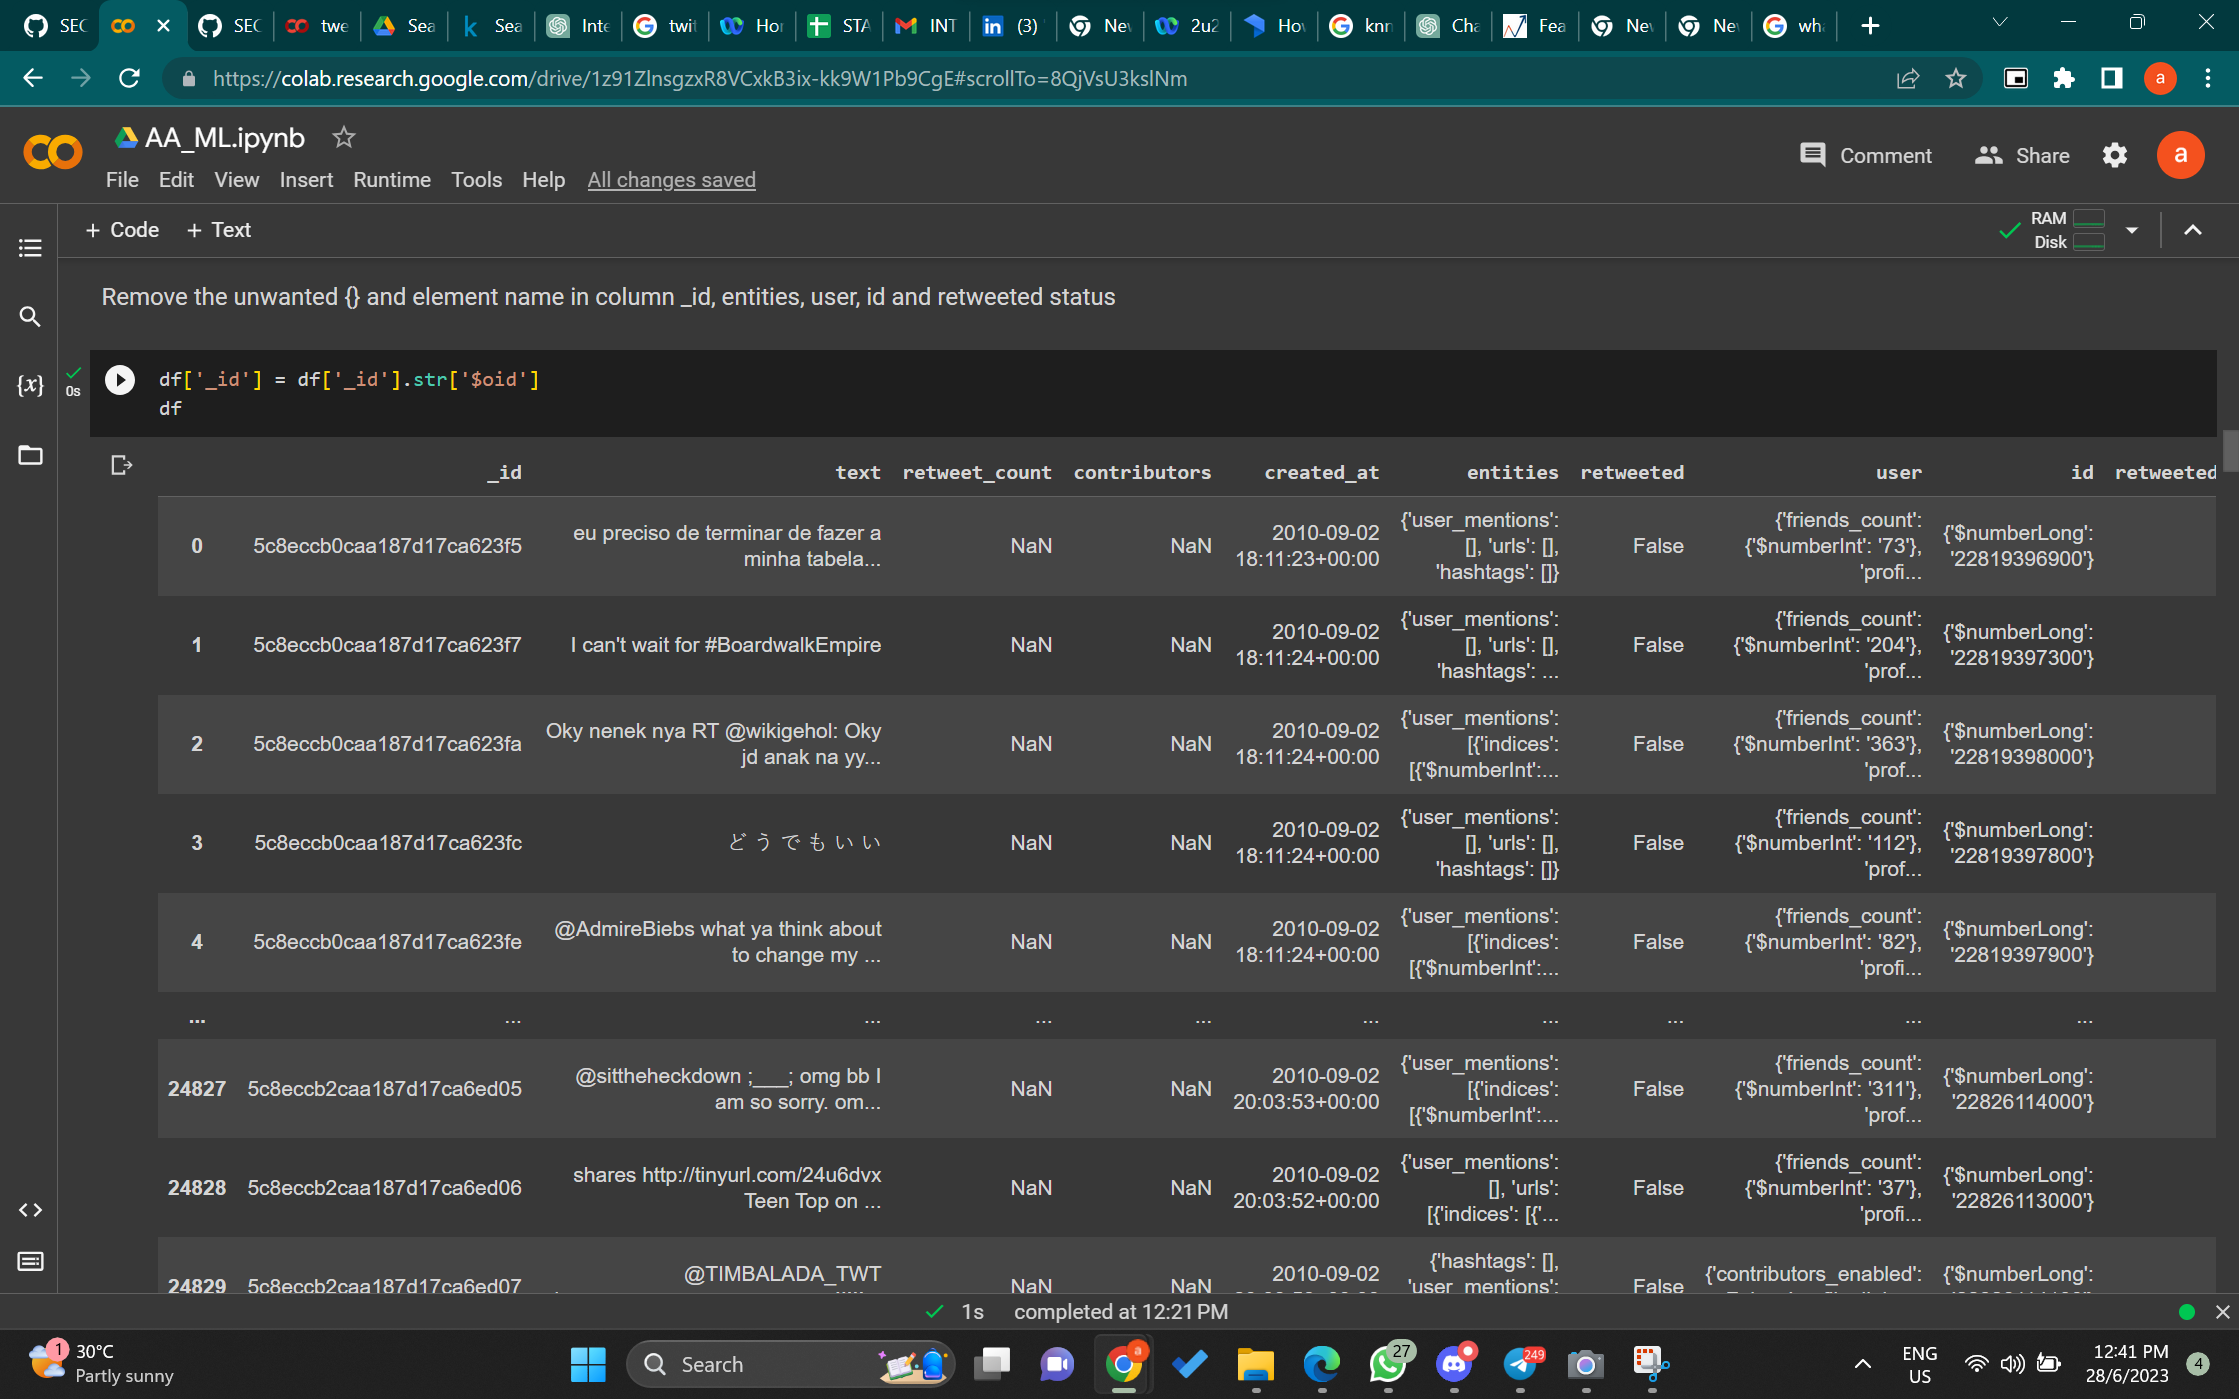 SEC
twe
Sea
Sea
Inte
twit
Hor
STA
INT
(3)
Nev
2u2
How
knn
Cha
Fea
Nev
Nev
wha
https://colab.research.google.com/drive/1z91ZlnsgzxR8VCxkB3ix-kk9W1Pb9CgE#scrollTo=8QjVsU3kslNm
a
AA_ML.ipynb
File Edit View Insert Runtime Tools Help All changes saved
Comment
Share
a
+ Code + Text
RAM
Disk
Remove the unwanted {} and element name in column _id, entities, user, id and retweeted status
{x}
0s
df['_id'] = df['_id'].str['$oid']
df
_id text retweet_count contributors created_at entities retweeted user id retweeted
0 5c8eccb0caa187d17ca623f5 eu preciso de terminar de fazer a minha tabela... NaN NaN 2010-09-02 18:11:23+00:00 {'user_mentions': [], 'urls': [], 'hashtags': []} False {'friends_count': {'$numberInt': '73'}, 'profi... {'$numberLong': '22819396900'}
1 5c8eccb0caa187d17ca623f7 I can't wait for #BoardwalkEmpire NaN NaN 2010-09-02 18:11:24+00:00 {'user_mentions': [], 'urls': [], 'hashtags': ... False {'friends_count': {'$numberInt': '204'}, 'prof... {'$numberLong': '22819397300'}
2 5c8eccb0caa187d17ca623fa Oky nenek nya RT @wikigehol: Oky jd anak na yy... NaN NaN 2010-09-02 18:11:24+00:00 {'user_mentions': [{'indices': [{'$numberInt':... False {'friends_count': {'$numberInt': '363'}, 'prof... {'$numberLong': '22819398000'}
3 5c8eccb0caa187d17ca623fc どうでもいい NaN NaN 2010-09-02 18:11:24+00:00 {'user_mentions': [], 'urls': [], 'hashtags': []} False {'friends_count': {'$numberInt': '112'}, 'prof... {'$numberLong': '22819397800'}
4 5c8eccb0caa187d17ca623fe @AdmireBiebs what ya think about to change my ... NaN NaN 2010-09-02 18:11:24+00:00 {'user_mentions': [{'indices': [{'$numberInt':... False {'friends_count': {'$numberInt': '82'}, 'profi... {'$numberLong': '22819397900'}
... ... ... ... ... ... ... ... ... ...
24827 5c8eccb2caa187d17ca6ed05 @sittheheckdown ;___; omg bb I am so sorry. om... NaN NaN 2010-09-02 20:03:53+00:00 {'user_mentions': [{'indices': [{'$numberInt':... False {'friends_count': {'$numberInt': '311'}, 'prof... {'$numberLong': '22826114000'}
24828 5c8eccb2caa187d17ca6ed06 shares http://tinyurl.com/24u6dvx Teen Top on ... NaN NaN 2010-09-02 20:03:52+00:00 {'user_mentions': [], 'urls': [{'indices': [{'... False {'friends_count': {'$numberInt': '37'}, 'profi... {'$numberLong': '22826113000'}
24829 5c8eccb2caa187d17ca6ed07 @TIMBALADA_TWT NaN NaN 2010-09-02 {'hashtags': [], 'user_mentions': False {'contributors_enabled': {'$numberLong':
1s completed at 12:21 PM
1
30°C
Partly sunny
Search
a
27
249
ENG
US
12:41 PM
28/6/2023
4